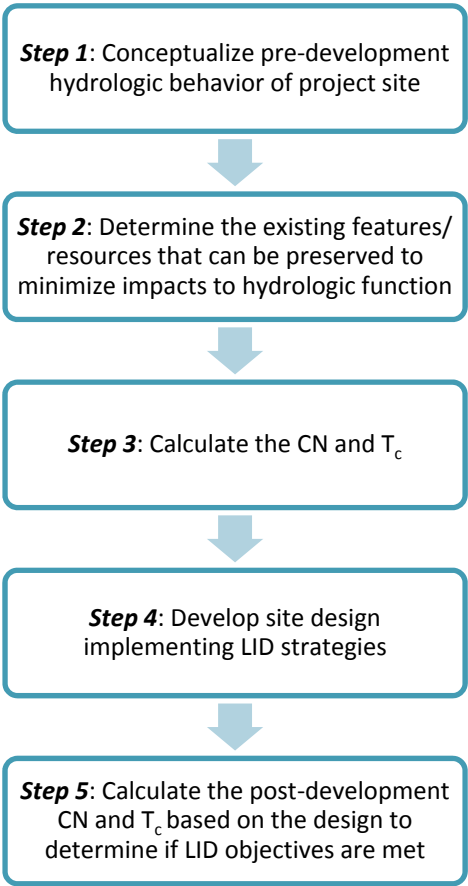 Step 1: Conceptualize pre-development
hydrologic behavior of project site
Step 2: Determine the existing features/
resources that can be preserved to
minimize impacts to hydrologic function
Step 3: Calculate the CN and Tc
Step 4: Develop site design
implementing LID strategies
Step 5: Calculate the post-development
CN and Tc based on the design to
determine if LID objectives are met